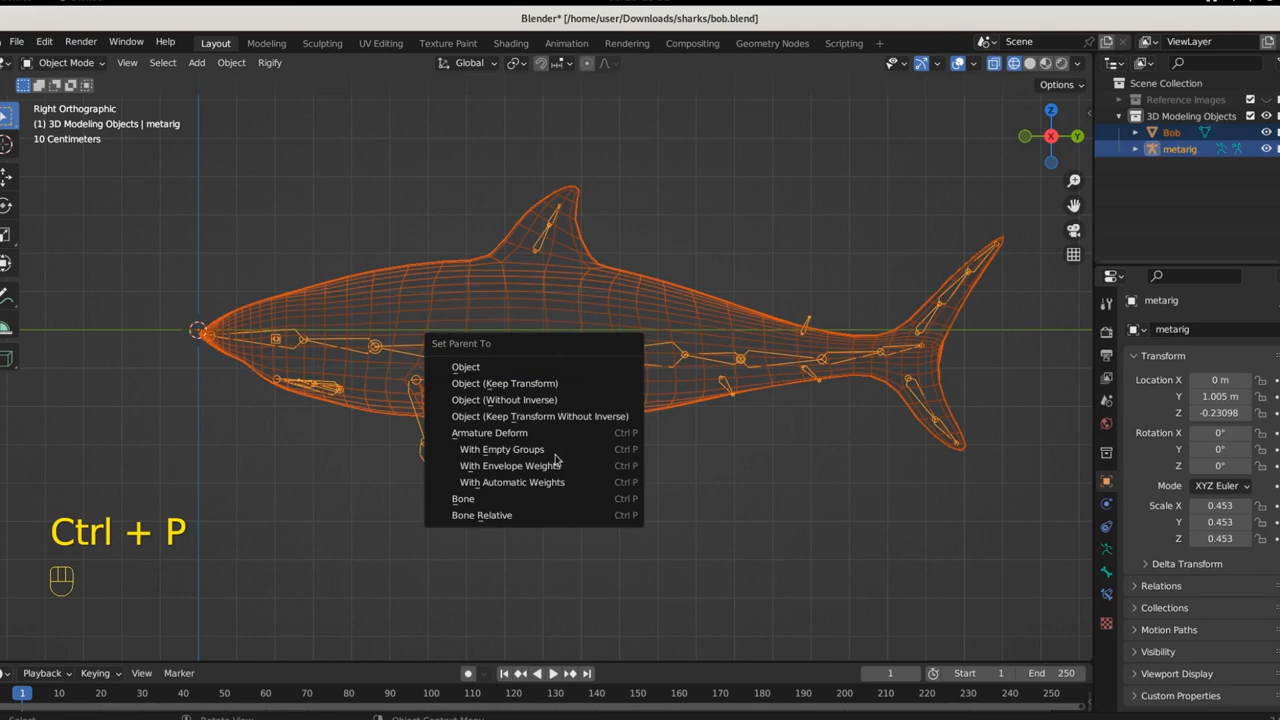 Blender* [/home/user/Downloads/sharks/bob.blend]
File Edit Render Window Help Layout Modeling Sculpting UV Editing Texture Paint Shading Animation Rendering Compositing Geometry Nodes Scripting + Scene ViewLayer
Object Mode View Select Add Object Rigify Global
Options
Right Orthographic
(1) 3D Modeling Objects | metarig
10 Centimeters
Z
Y
X
Scene Collection
Reference Images
3D Modeling Objects
Bob
metarig
Set Parent To
Object
Object (Keep Transform)
Object (Without Inverse)
Object (Keep Transform Without Inverse)
Armature Deform Ctrl P
With Empty Groups Ctrl P
With Envelope Weights Ctrl P
With Automatic Weights Ctrl P
Bone Ctrl P
Bone Relative Ctrl P
Ctrl + P
metarig
metarig
Transform
Location X 0 m
Y 1.005 m
Z -0.23098
Rotation X 0°
Y 0°
Z 0°
Mode XYZ Euler
Scale X 0.453
Y 0.453
Z 0.453
Delta Transform
Relations
Collections
Motion Paths
Visibility
Viewport Display
Custom Properties
Playback Keying View Marker 1 Start 1 End 250
1 10 20 30 40 50 60 70 80 90 100 110 120 130 140 150 160 170 180 190 200 210 220 230 240 250